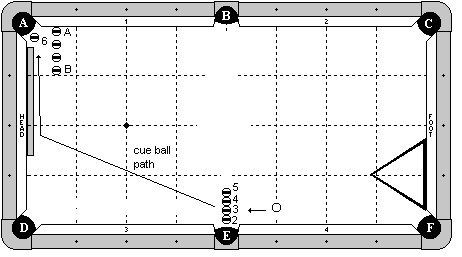 A
B
C
1
2
A
6
B
HEAD
FOOT
cue ball
path
5
4
3
2
O
D
3
E
4
F